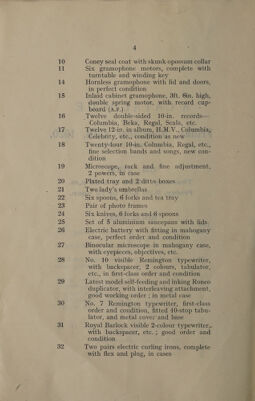 4
10 Coney seal coat with skunk opossum collar
11 Six gramophone motors, complete with
turntable and winding key
14 Hornless gramophone with lid and doors,
in perfect condition
15 Inlaid cabinet gramophone, 3ft. 6in. high,
double spring motor, with record cup-
board (A.F.)
16 Twelve double-sided 10-in. records—
Columbia, Beka, Regal, Scala, etc.
17 Twelve 12-in. in album, H.M.V., Columbia,
Celebrity, etc., condition as new
18 Twenty-four 10-in. Columbia, Regal, etc.,
fine selection bands and songs, new con-
dition
19 Microscope, rack and fine adjustment,
2 powers, in case
20 Plated tray and 2 ditto boxes
21 Two lady's umbrellas
22 Six spoons, 6 forks and tea tray
23 Pair of photo frames
24 Six knives, 6 forks and 6 spoons
25 Set of 5 aluminium saucepans with lids
26 Electric battery with fitting in mahogany
case, perfect order and condition
27 Binocular microscope in mahogany case,
with eyepieces, objectives, etc.
28 No. 10 visible Remington typewriter,
with backspacer, 2 colours, tabulator,
etc., in first-class order and condition
29 Latest model self-feeding and inking Roneo
duplicator, with interleaving attachment,
good working order; in metal case
30 No. 7 Remington typewriter, first-class
order and condition, fitted 40-stop tabu-
lator, and metal cover and base
31 Royal Barlock visible 2-colour typewriter,
with backspacer, etc.; good order and
condition
32 Two pairs electric curling irons, complete
with flex and plug, in cases